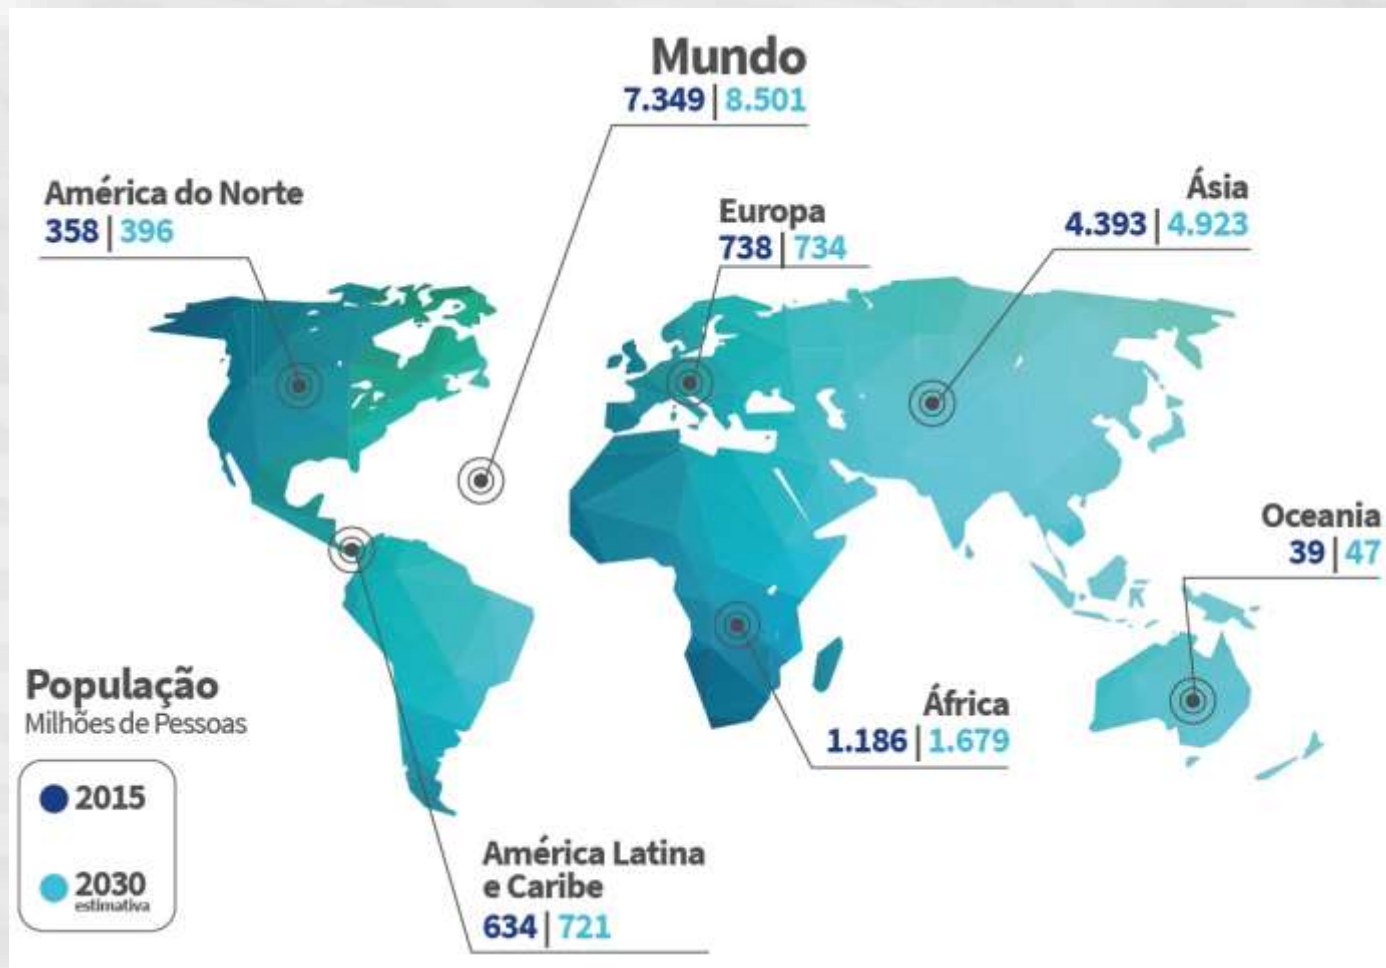 Mundo
7.349 | 8.501
América do Norte
358 | 396
Europa
738 | 734
Ásia
4.393 | 4.923
Oceania
39 | 47
África
1.186 | 1.679
População
Milhões de Pessoas
2015
2030
estimativa
América Latina
e Caribe
634 | 721